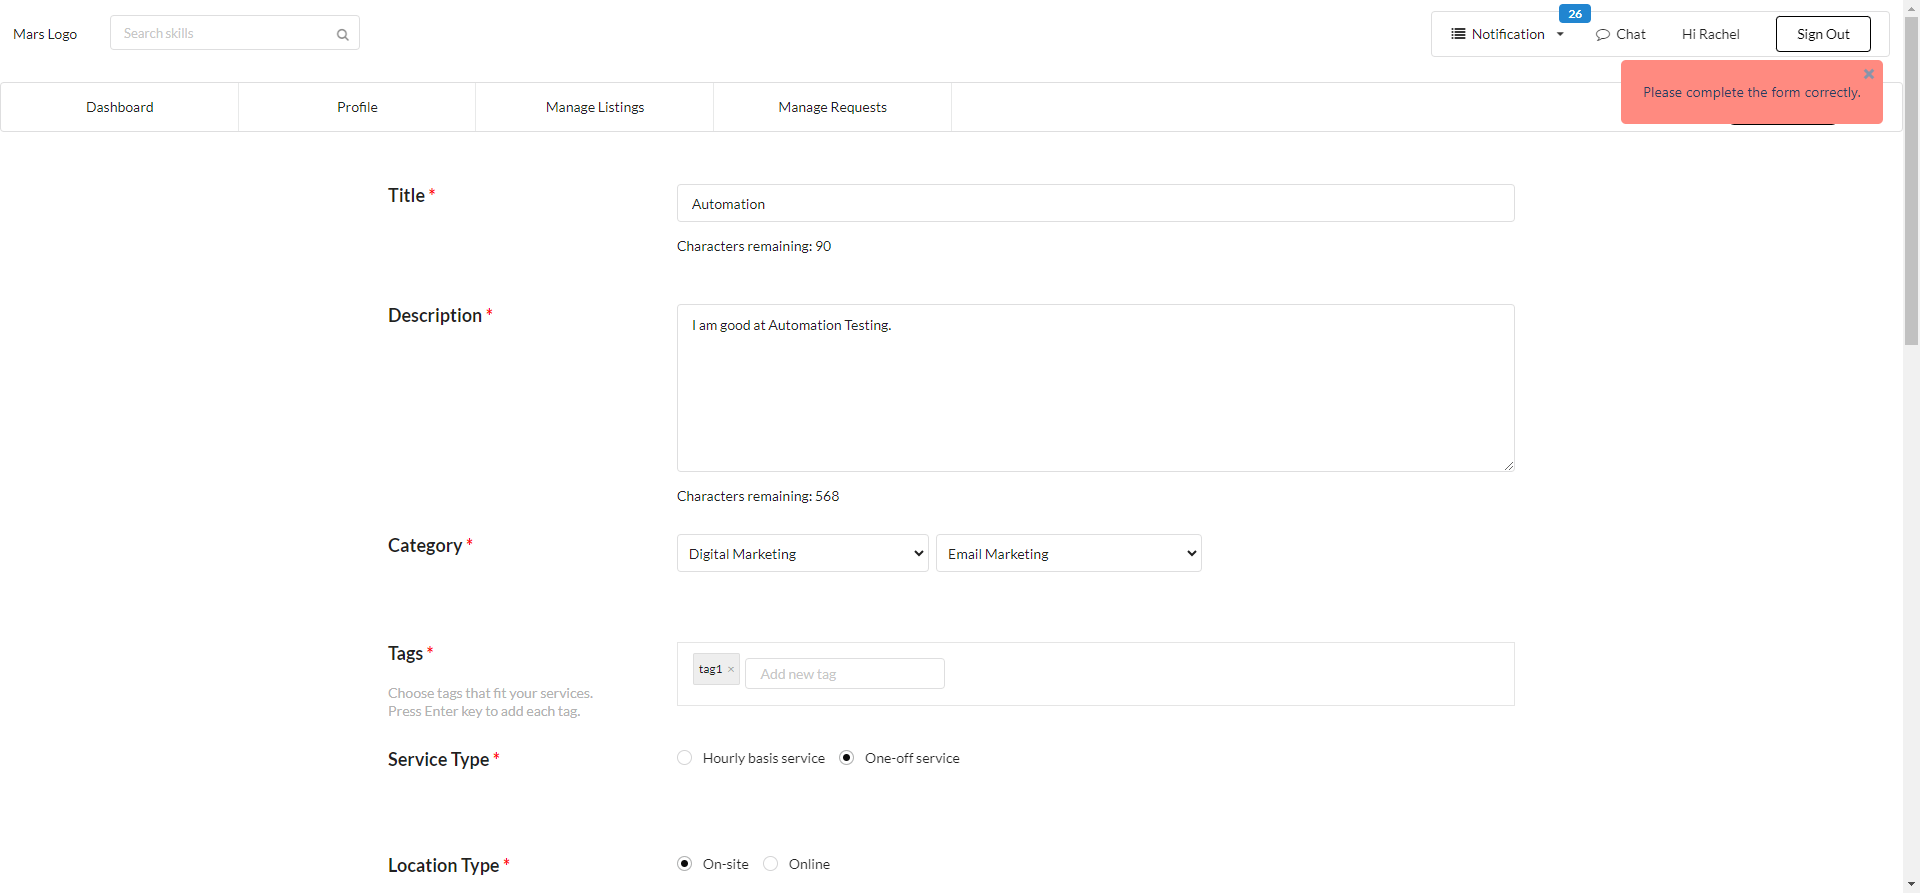 Mars Logo
Search skills
26
Notification
Chat
Hi Rachel
Sign Out
Please complete the form correctly.
Dashboard
Profile
Manage Listings
Manage Requests
Title *
Automation
Characters remaining: 90
Description *
I am good at Automation Testing.
Characters remaining: 568
Category *
Digital Marketing
Email Marketing
Tags *
tag1 ×
Add new tag
Choose tags that fit your services.
Press Enter key to add each tag.
Service Type *
Hourly basis service
One-off service
Location Type *
On-site
Online